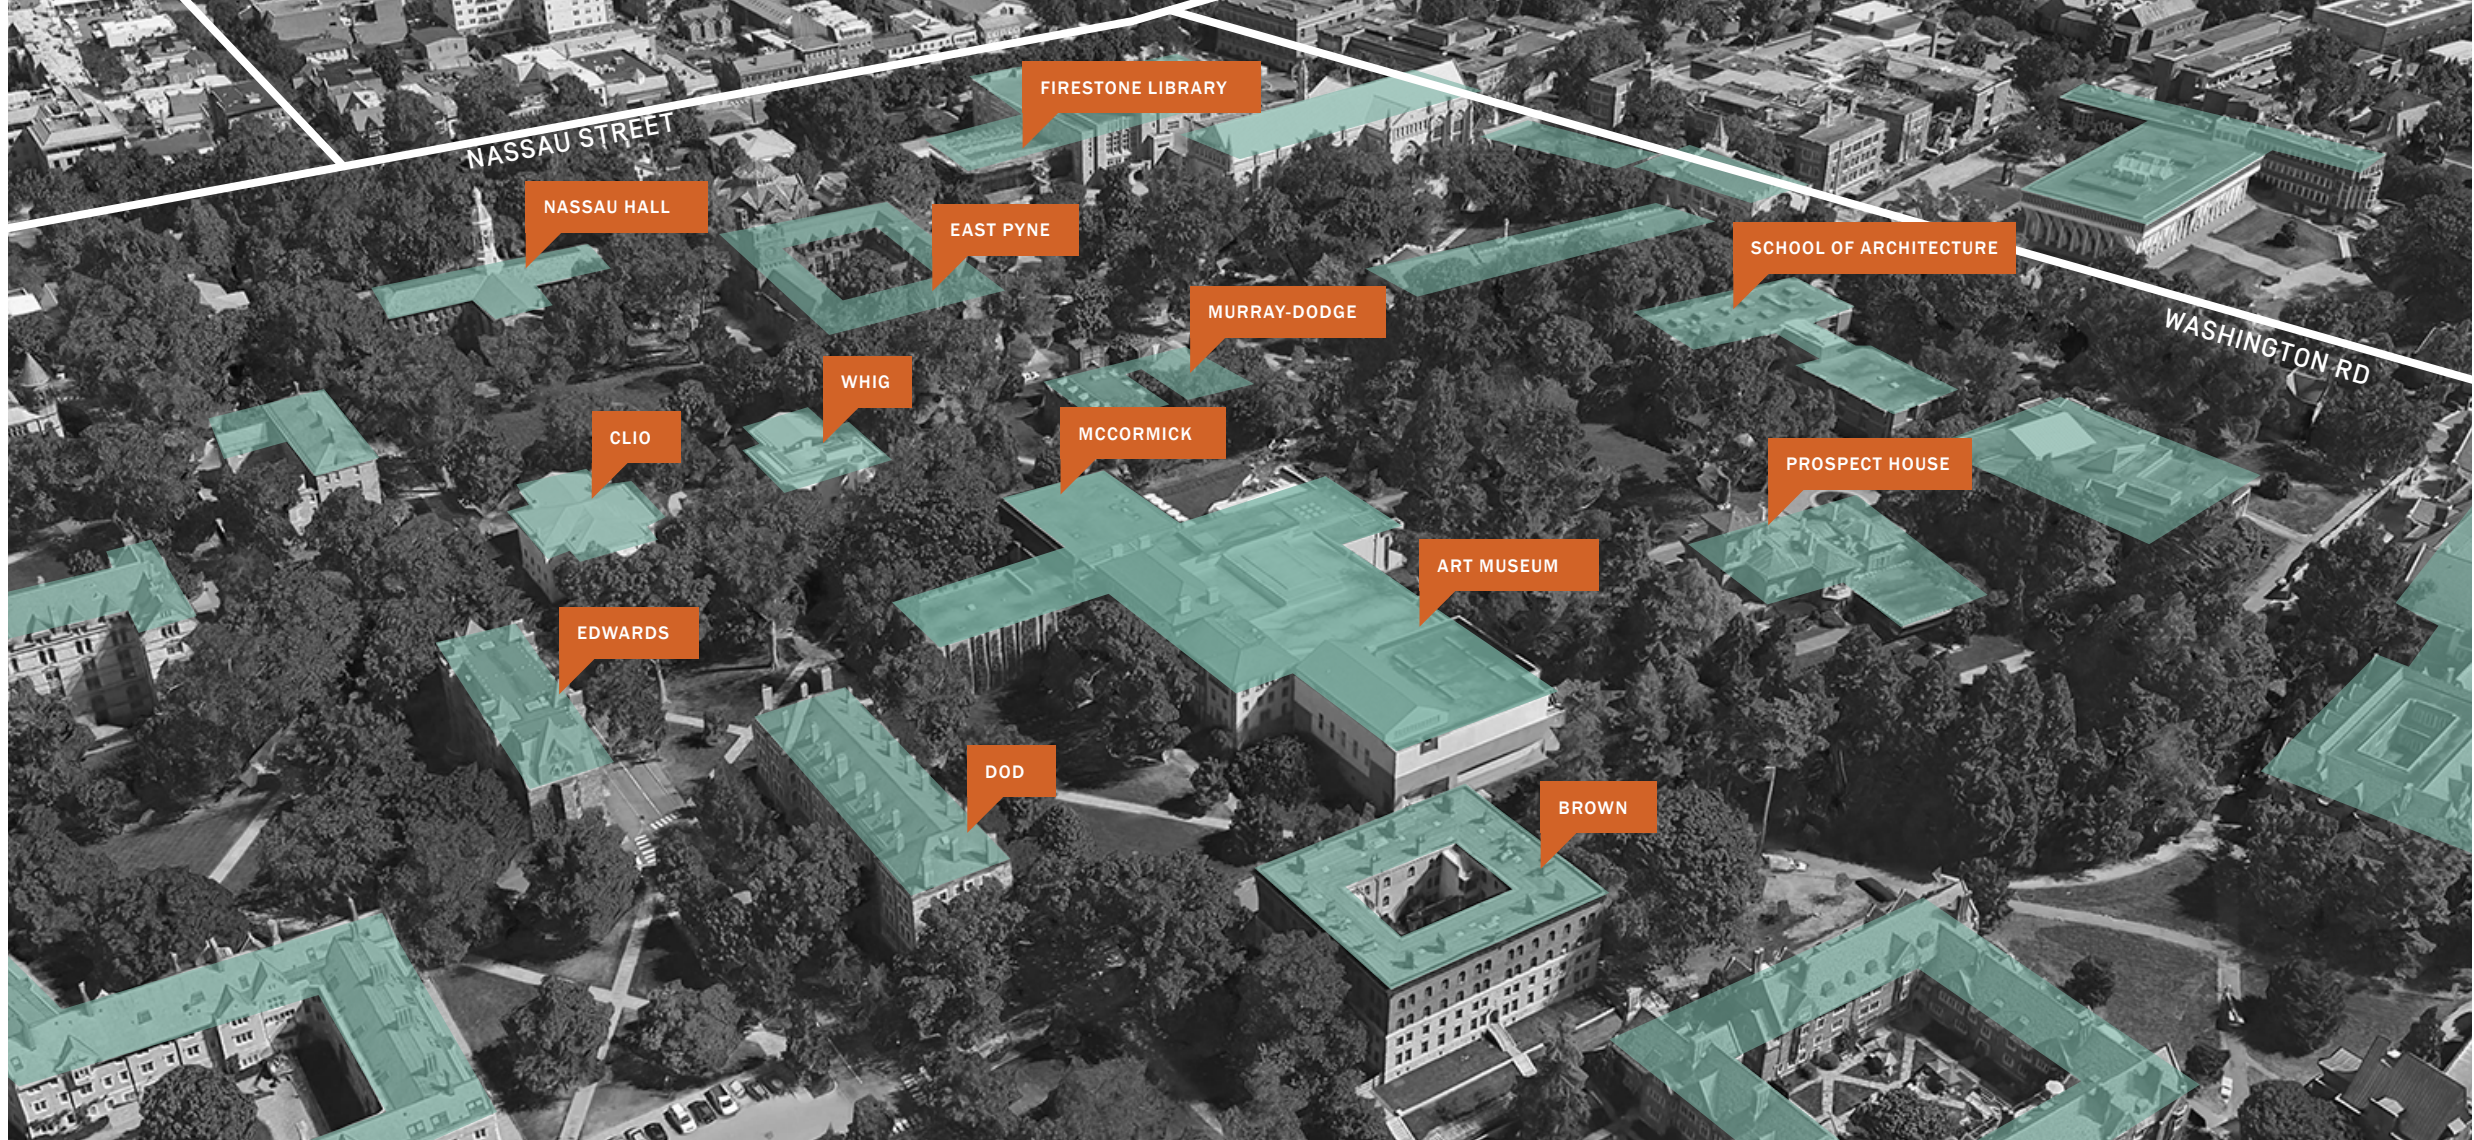 FIRESTONE LIBRARY
NASSAU STREET
NASSAU HALL
EAST PYNE
SCHOOL OF ARCHITECTURE
MURRAY-DODGE
WASHINGTON RD
WHIG
CLIO
MCCORMICK
PROSPECT HOUSE
ART MUSEUM
EDWARDS
DOD
BROWN